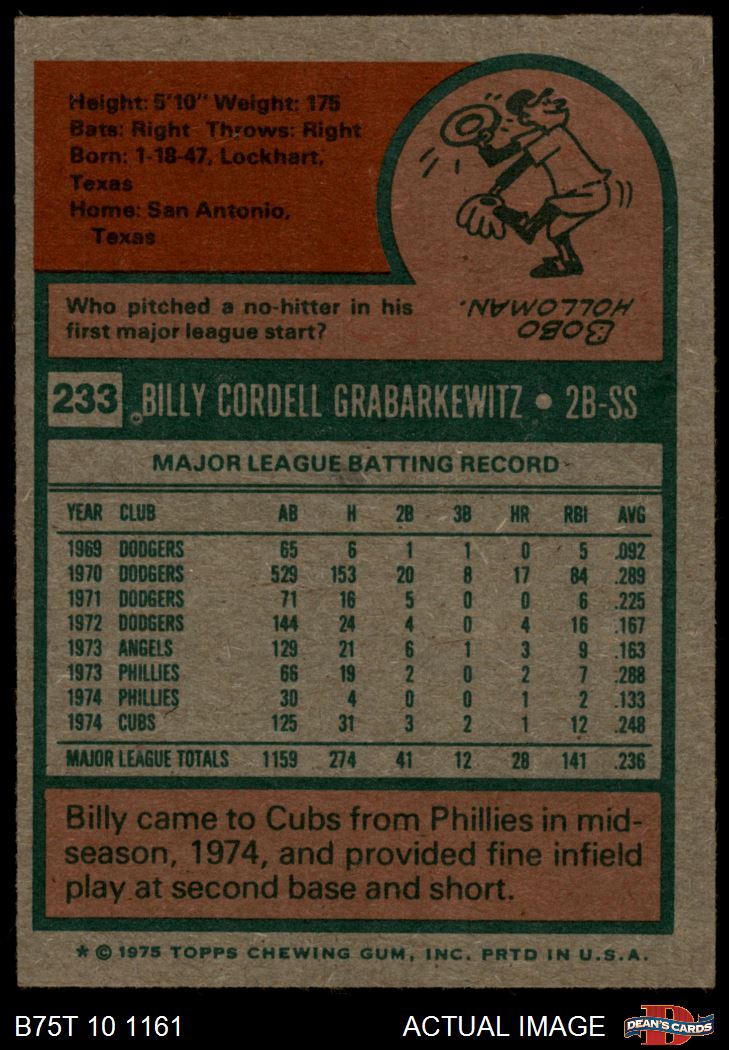 Height: 5'10" Weight: 175
Bats: Right Throws: Right
Born: 1-18-47, Lockhart,
Texas
Home: San Antonio,
Texas
Who pitched a no-hitter in his
first major league start?
BOBO
HOLLOMAN.
233 BILLY CORDELL GRABARKEWITZ • 2B-SS
MAJOR LEAGUE BATTING RECORD
YEAR CLUB AB H 2B 3B HR RBI AVG
1969 DODGERS 65 6 1 1 0 5 .092
1970 DODGERS 529 153 20 8 17 84 .289
1971 DODGERS 71 16 5 0 0 6 .225
1972 DODGERS 144 24 4 0 4 16 .167
1973 ANGELS 129 21 6 1 3 9 .163
1973 PHILLIES 66 19 2 0 2 7 .288
1974 PHILLIES 30 4 0 0 1 2 .133
1974 CUBS 125 31 3 2 1 12 .248
MAJOR LEAGUE TOTALS 1159 274 41 12 28 141 .236
Billy came to Cubs from Phillies in mid-
season, 1974, and provided fine infield
play at second base and short.
* © 1975 TOPPS CHEWING GUM, INC. PRTD IN U.S.A.
B75T 10 1161 ACTUAL IMAGE D DEAN'S CARDS